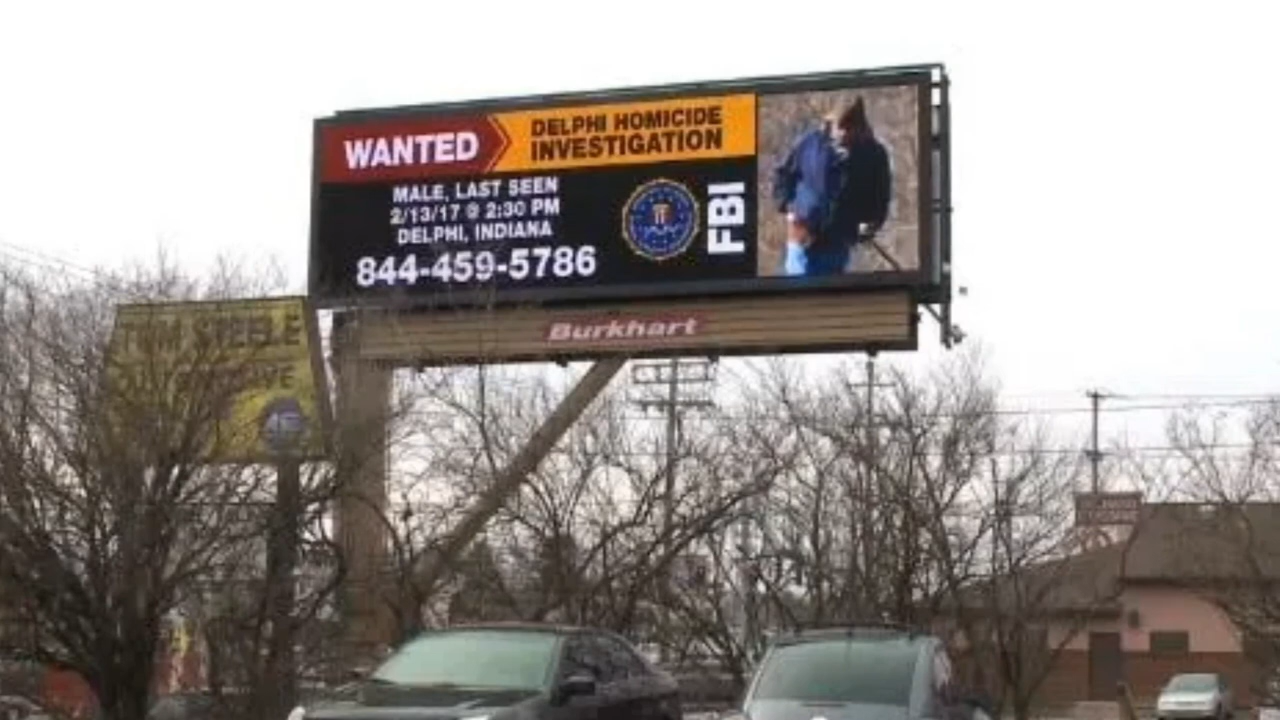 WANTED
DELPHI HOMICIDE
INVESTIGATION
MALE, LAST SEEN
2/13/17 @ 2:30 PM
DELPHI, INDIANA
844-459-5786
FBI
Burkhart
STEELE